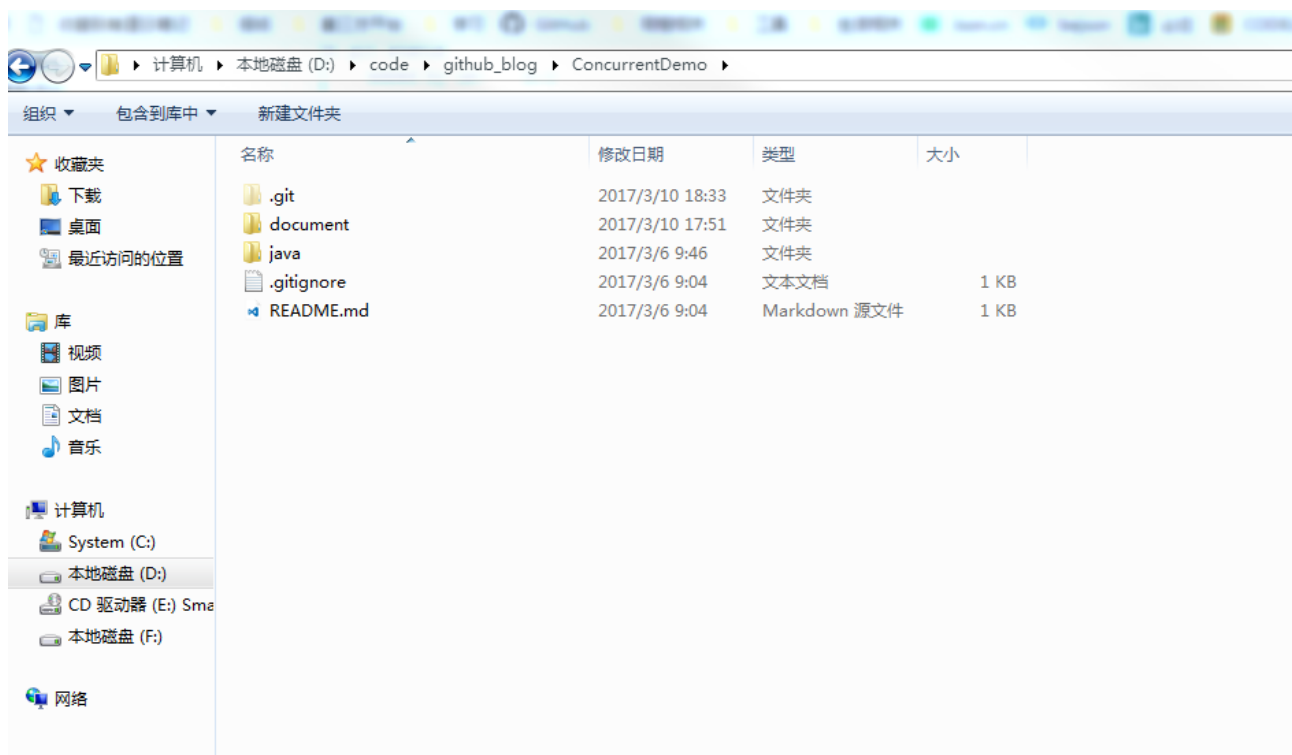 GitHub
计算机 本地磁盘 (D:) code github_blog ConcurrentDemo
组织 包含到库中 新建文件夹
名称 修改日期 类型 大小
.git 2017/3/10 18:33 文件夹
document 2017/3/10 17:51 文件夹
java 2017/3/6 9:46 文件夹
.gitignore 2017/3/6 9:04 文本文档 1 KB
README.md 2017/3/6 9:04 Markdown 源文件 1 KB
收藏夹
下载
桌面
最近访问的位置
库
视频
图片
文档
音乐
计算机
System (C:)
本地磁盘 (D:)
CD 驱动器 (E:) Sma
本地磁盘 (F:)
网络